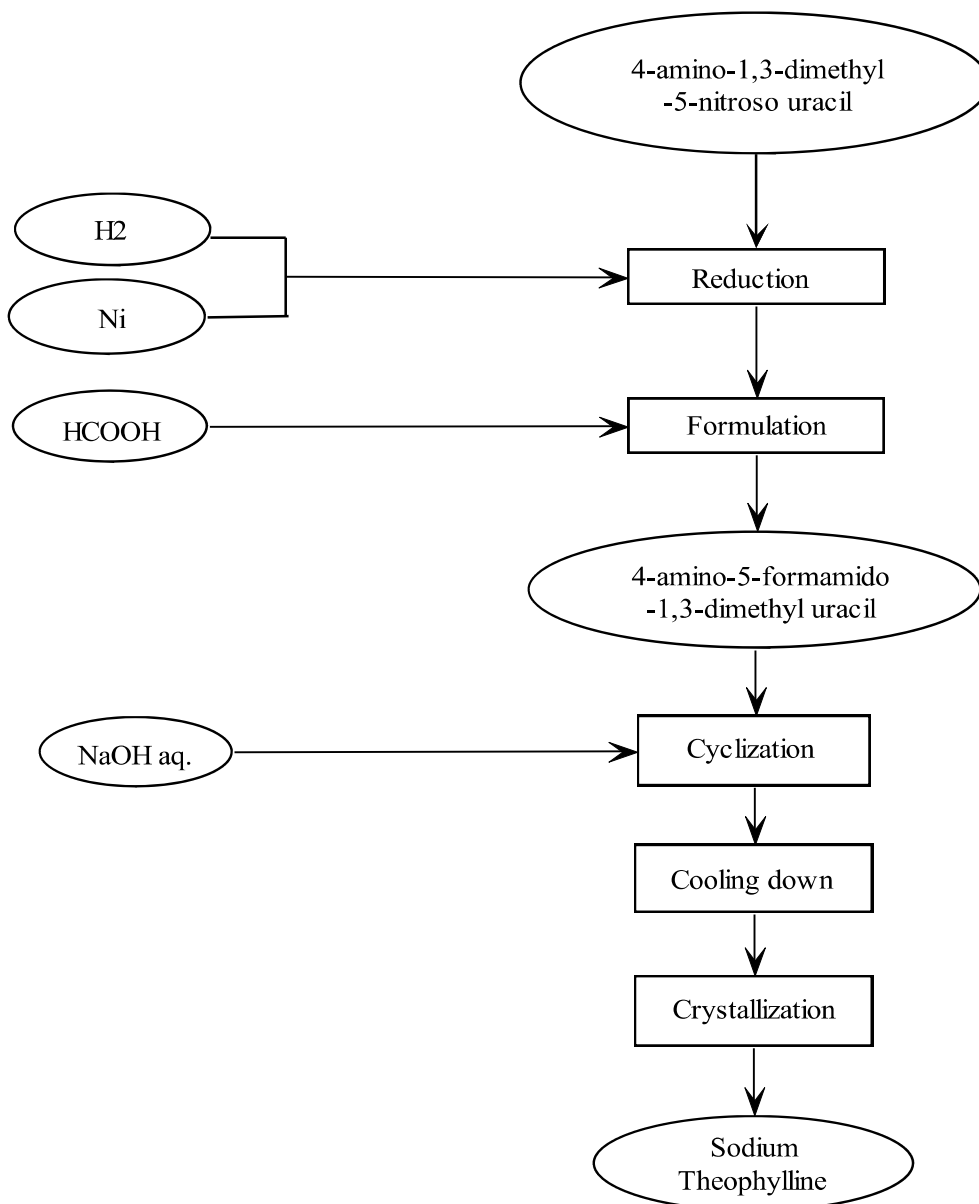 4-amino-1,3-dimethyl
-5-nitroso uracil
H2
Reduction
Ni
HCOOH
Formulation
4-amino-5-formamido
-1,3-dimethyl uracil
NaOH aq.
Cyclization
Cooling down
Crystallization
Sodium
Theophylline